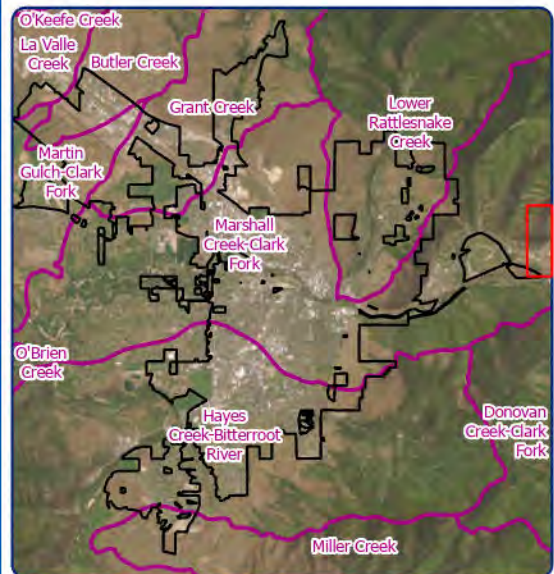 O'Keefe Creek
La Valle
Creek
Butler Creek
Grant Creek
Lower
Rattlesnake
Creek
Martin
Gulch-Clark
Fork
Marshall
Creek-Clark
Fork
O'Brien
Creek
Hayes
Creek-Bitterroot
River
Donovan
Creek-Clark
Fork
Miller Creek